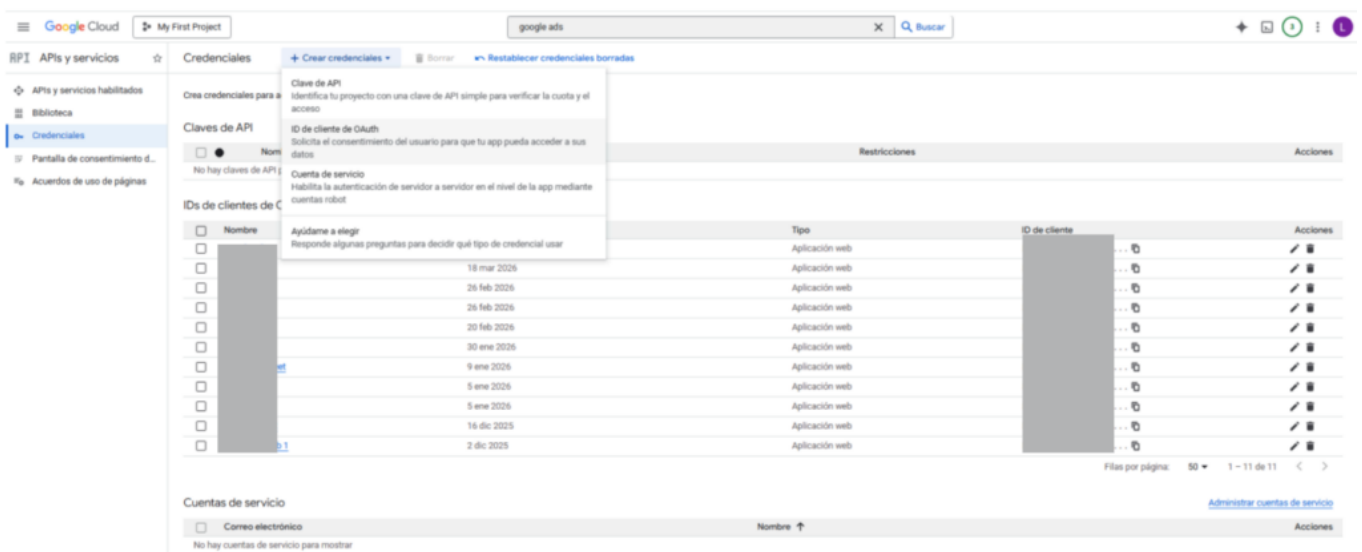 Google Cloud My First Project google ads Buscar 3 L
API APIs y servicios
Credenciales + Crear credenciales Borrar Restablecer credenciales borradas
APIs y servicios habilitados
Biblioteca
Credenciales
Pantalla de consentimiento d...
Acuerdos de uso de páginas
Crea credenciales para a
Clave de API
Identifica tu proyecto con una clave de API simple para verificar la cuota y el
acceso
ID de cliente de OAuth
Solicita el consentimiento del usuario para que tu app pueda acceder a sus
datos
Cuenta de servicio
Habilita la autenticación de servidor a servidor en el nivel de la app mediante
cuentas robot
Ayúdame a elegir
Responde algunas preguntas para decidir qué tipo de credencial usar
Claves de API
Nom Restricciones Acciones
No hay claves de API p
IDs de clientes de O
Nombre Tipo ID de cliente Acciones
Aplicación web ...
18 mar 2026 Aplicación web ...
26 feb 2026 Aplicación web ...
26 feb 2026 Aplicación web ...
20 feb 2026 Aplicación web ...
30 ene 2026 Aplicación web ...
et 9 ene 2026 Aplicación web ...
5 ene 2026 Aplicación web ...
5 ene 2026 Aplicación web ...
16 dic 2025 Aplicación web ...
1 2 dic 2025 Aplicación web ...
Filas por página: 50 1 – 11 de 11
Cuentas de servicio Administrar cuentas de servicio
Correo electrónico Nombre Acciones
No hay cuentas de servicio para mostrar